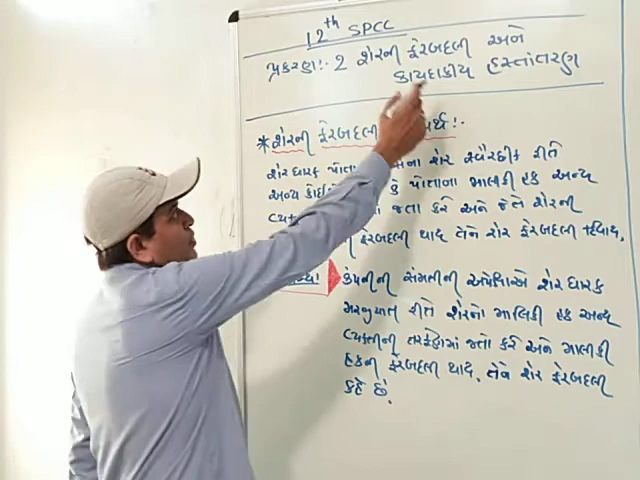 12th SPCC
પ્રકરણ:- 2 શેરની ફેરબદલી અને
કાયદાકીય હસ્તાંતરણ
* શેરની ફેરબદલી
શેર ધારક પોતા ના શેર સ્વૈચ્છિક રીતે
અન્ય કોઈ કે પોતાના માલિકી હક અન્ય
જતા કરે અને જેતે શેરની
ફેરબદલી થાય તેને શેર ફેરબદલી કહેવાય.
કંપનીની સંમતીની અપેક્ષાએ શેર ધારક
મરજીયાત રીતે શેરનો માલિકી હક અન્ય
વ્યક્તીની તરફેણમાં જતો કરે અને માલિકી
હકની ફેરબદલી થાય. તેને શેર ફેરબદલી
કહે છે.